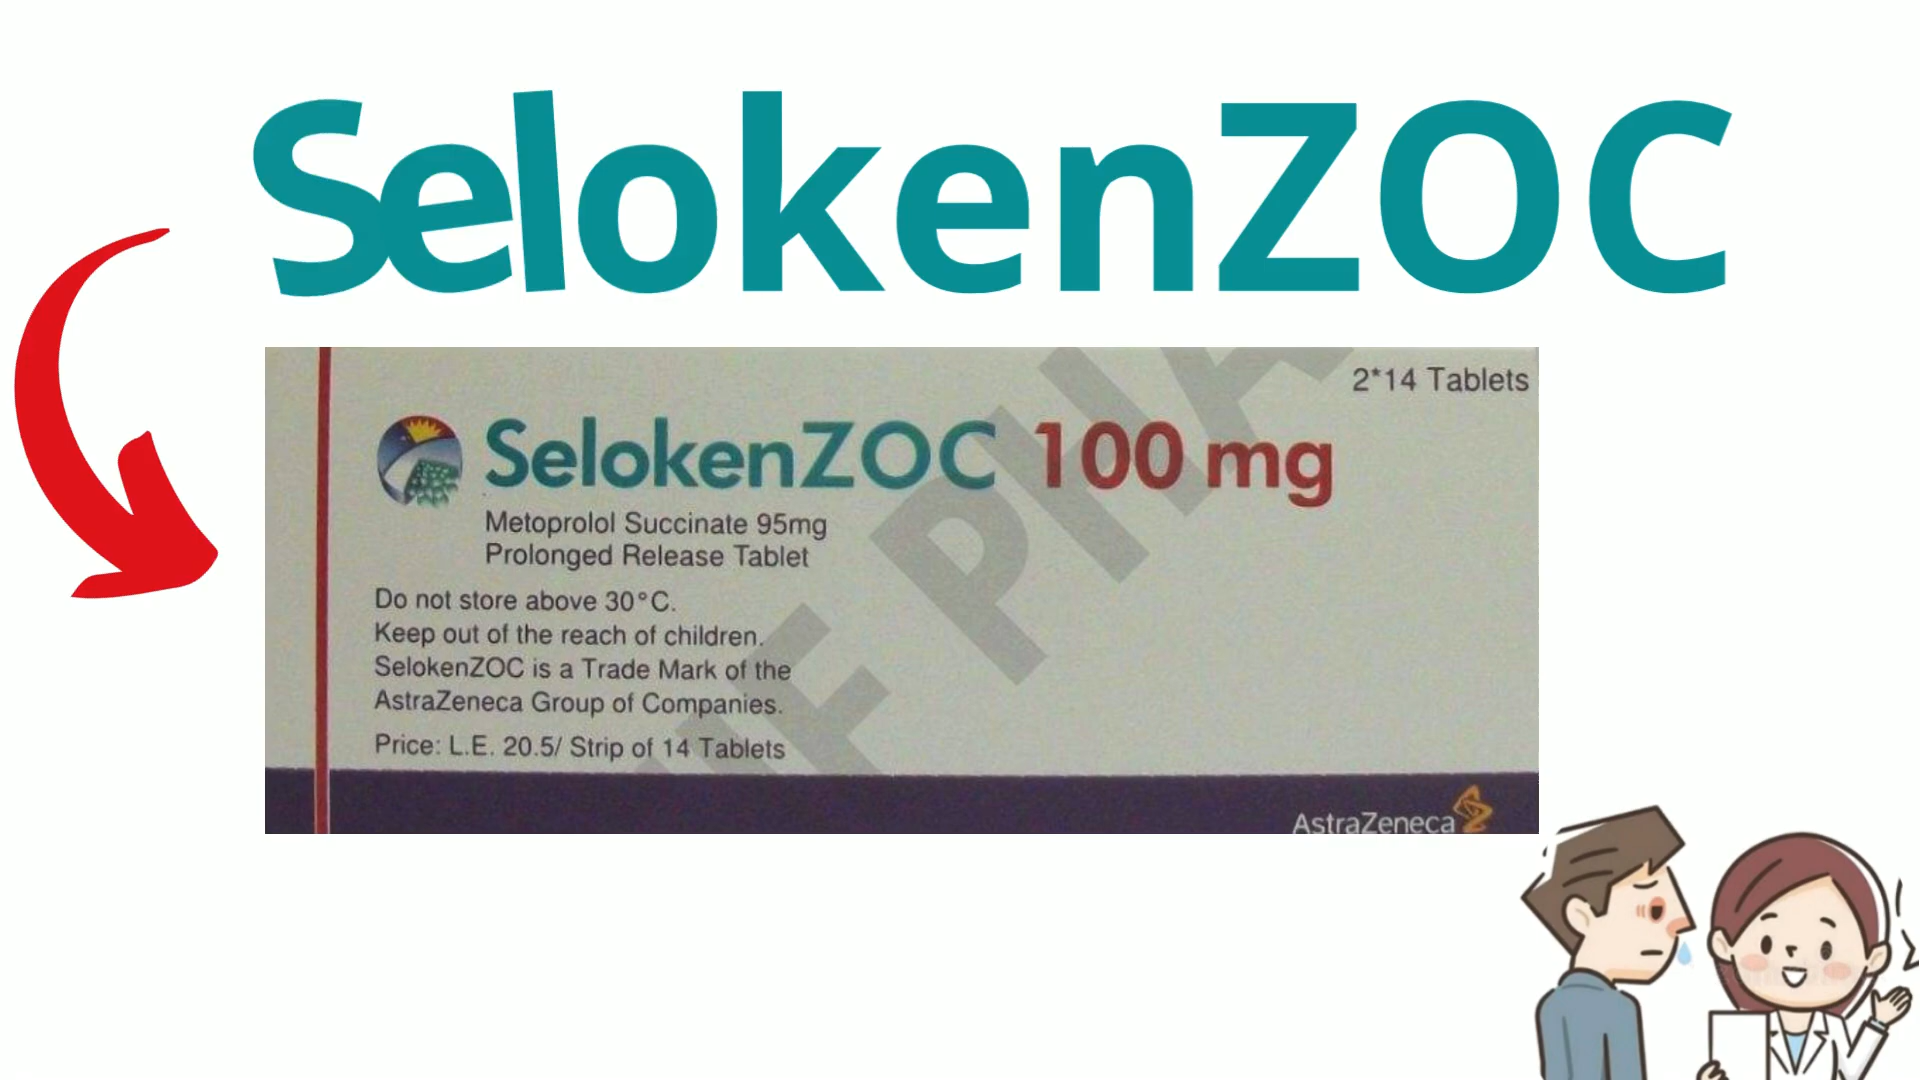 SelokenZOC
2*14 Tablets
SelokenZOC 100 mg
Metoprolol Succinate 95mg
Prolonged Release Tablet
Do not store above 30°C.
Keep out of the reach of children.
SelokenZOC is a Trade Mark of the
AstraZeneca Group of Companies.
Price: L.E. 20.5/ Strip of 14 Tablets
AstraZeneca